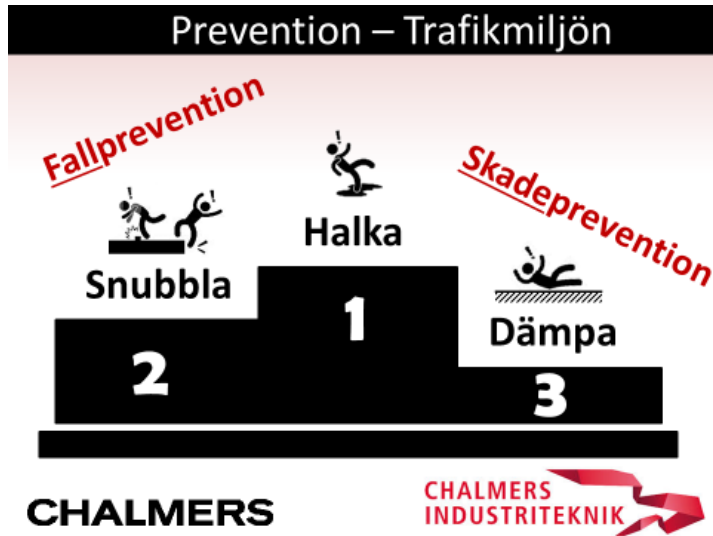 Prevention – Trafikmiljön
Fallprevention
Skadeprevention
Halka
Snubbla
Dämpa
1
2
3
CHALMERS
CHALMERS
INDUSTRITEKNIK